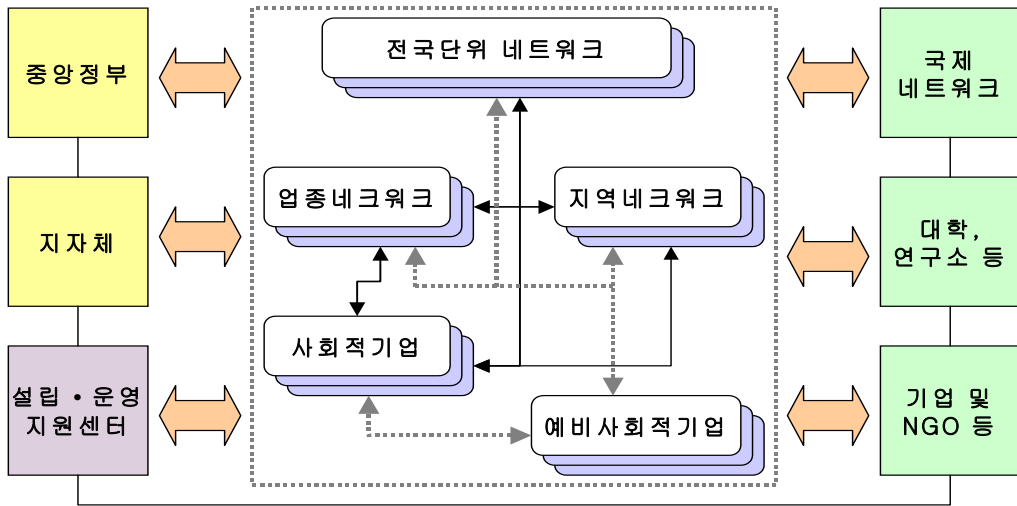 중앙정부
지자체
설립 • 운영
지원센터
전국단위 네트워크
업종네크워크
지역네크워크
사회적기업
예비사회적기업
국제
네트워크
대학,
연구소 등
기업 및
NGO 등